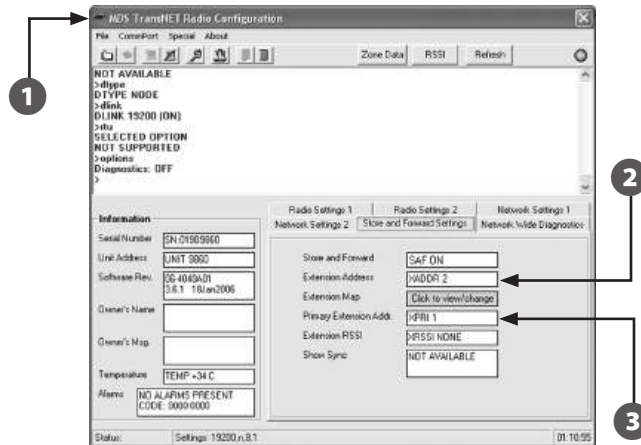 MDS TransNET Radio Configuration
File CommPort Special About
Zone Data RSSI Refresh
NOT AVAILABLE
>dtype
DTYPE NODE
>dlink
DLINK 19200 (ON)
>rtu
SELECTED OPTION
NOT SUPPORTED
>options
Diagnostics: OFF
>
1
2
3
Information
Serial Number SN:01989860
Unit Address UNIT 9860
Software Rev. 06-4040A01
3.6.1 18Jan2006
Owner's Name
Owner's Msg.
Temperature TEMP +34 C
Alarms NO ALARMS PRESENT
CODE: 0000:0000
Radio Settings 1 Radio Settings 2 Network Settings 1
Network Settings 2 Store and Forward Settings Network Wide Diagnostics
Store and Forward SAF ON
Extension Address XADDR 2
Extension Map Click to view/change
Primary Extension Addr. XPRI 1
Extension RSSI XRSSI NONE
Show Sync NOT AVAILABLE
Status: Settings: 19200,n,8,1 01:10:55